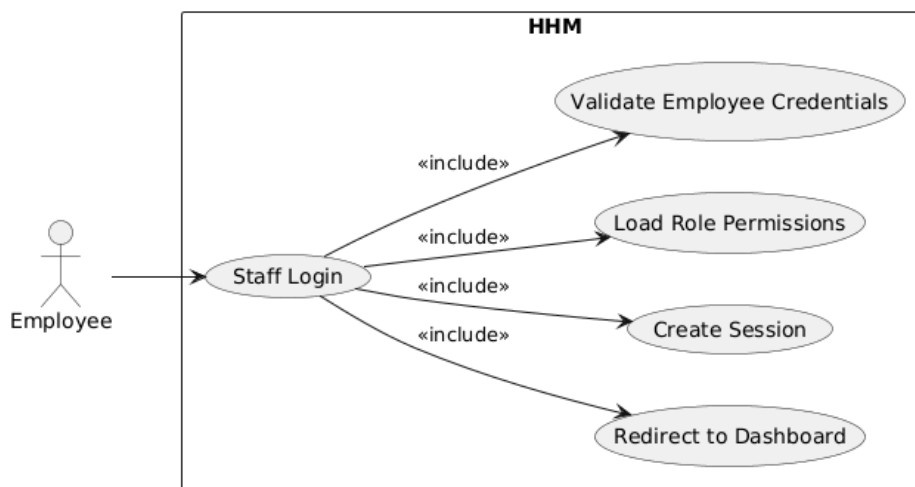 HHM
Validate Employee Credentials
«include»
Load Role Permissions
«include»
Staff Login
«include»
Employee
Create Session
«include»
Redirect to Dashboard